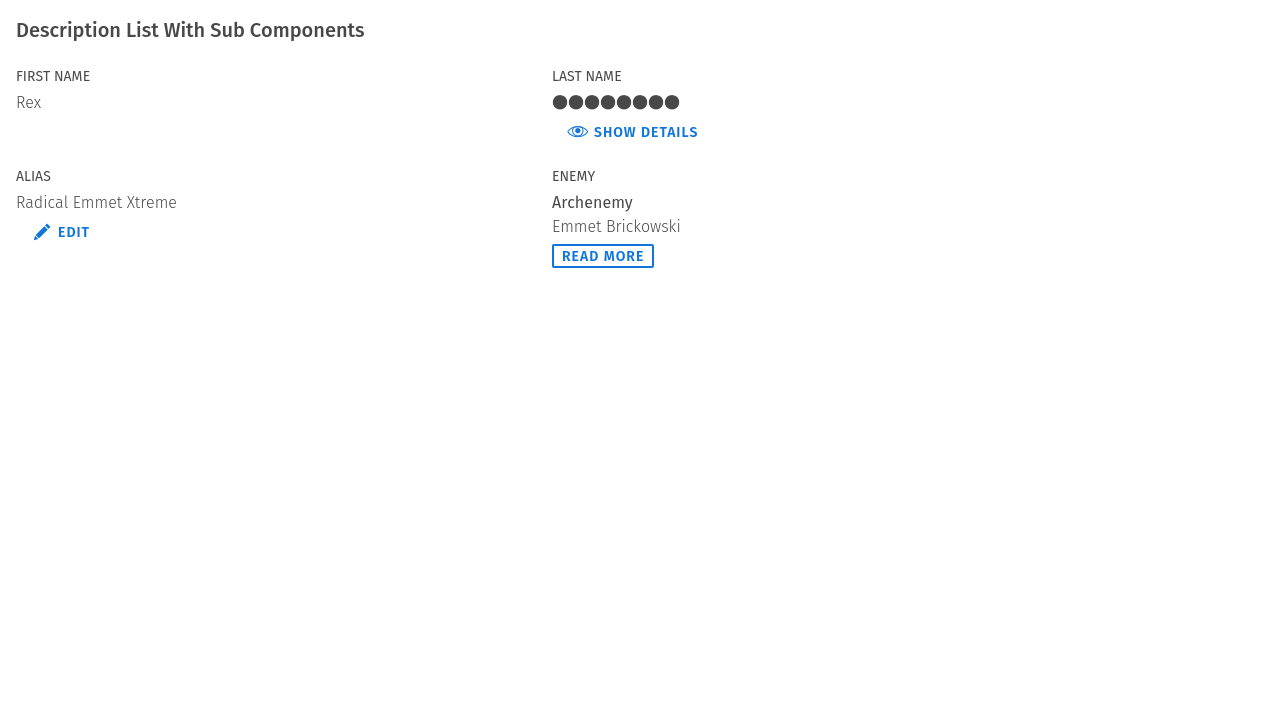 Description List With Sub Components
FIRST NAME
Rex
LAST NAME
●●●●●●●●
SHOW DETAILS
ALIAS
Radical Emmet Xtreme
EDIT
ENEMY
Archenemy
Emmet Brickowski
READ MORE